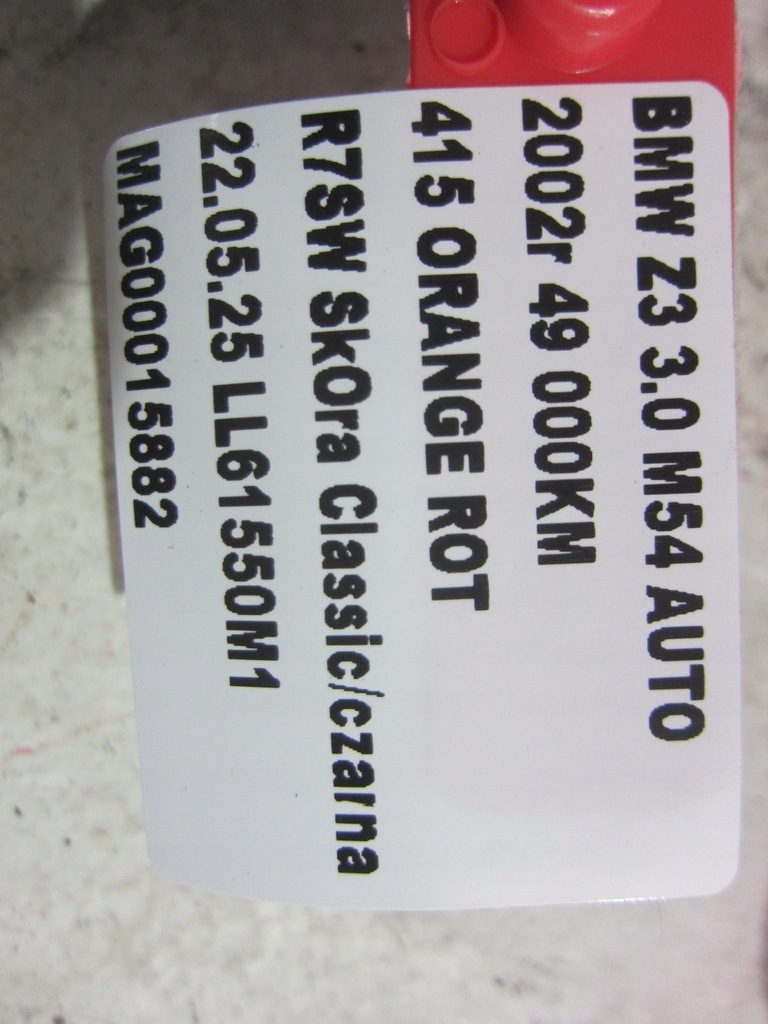 BMW Z3 3.0 M54 AUTO
2002r 49 000KM
415 ORANGE ROT
R7SW SkOra Classic/czarna
22.05.25 LL61550M1
MAG00015882